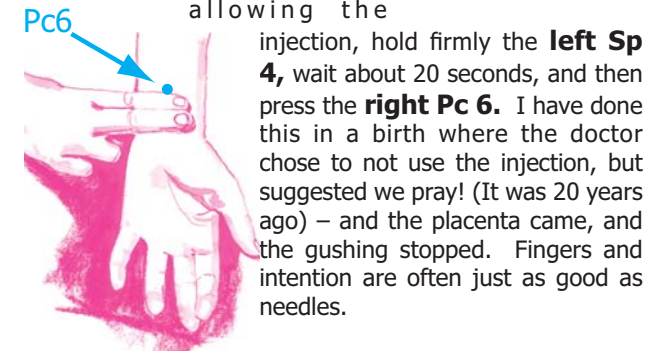 allowing the
Pc6
injection, hold firmly the left Sp
4, wait about 20 seconds, and then
press the right Pc 6. I have done
this in a birth where the doctor
chose to not use the injection, but
suggested we pray! (It was 20 years
ago) – and the placenta came, and
the gushing stopped. Fingers and
intention are often just as good as
needles.